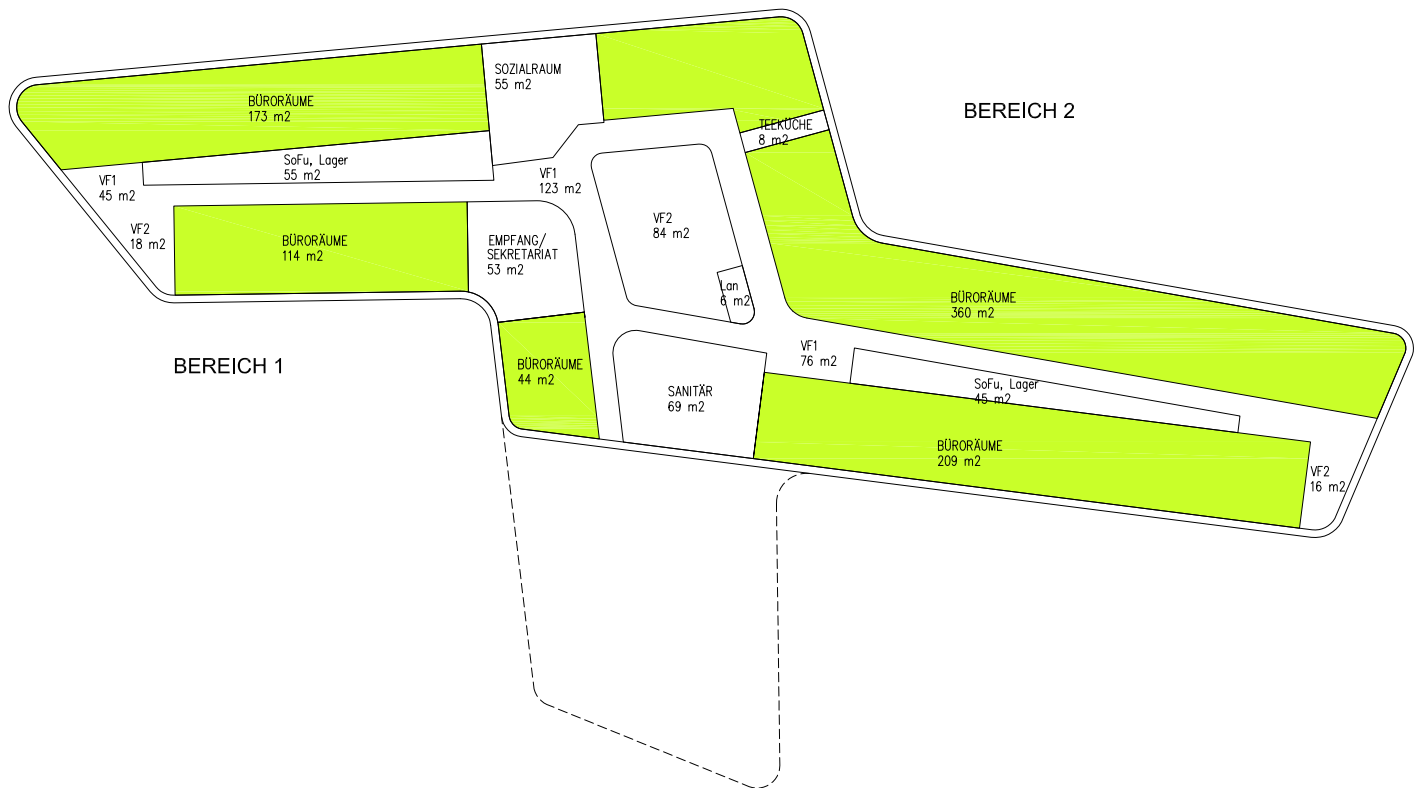 SOZIALRAUM
55 m2
BÜRORÄUME
173 m2
BEREICH 2
TEEKÜCHE
8 m2
SoFu, Lager
55 m2
VF1
45 m2
VF1
123 m2
VF2
18 m2
VF2
84 m2
BÜRORÄUME
114 m2
EMPFANG/
SEKRETARIAT
53 m2
Lan
6 m2
BÜRORÄUME
360 m2
BEREICH 1
BÜRORÄUME
44 m2
VF1
76 m2
SANITÄR
69 m2
SoFu, Lager
45 m2
BÜRORÄUME
209 m2
VF2
16 m2